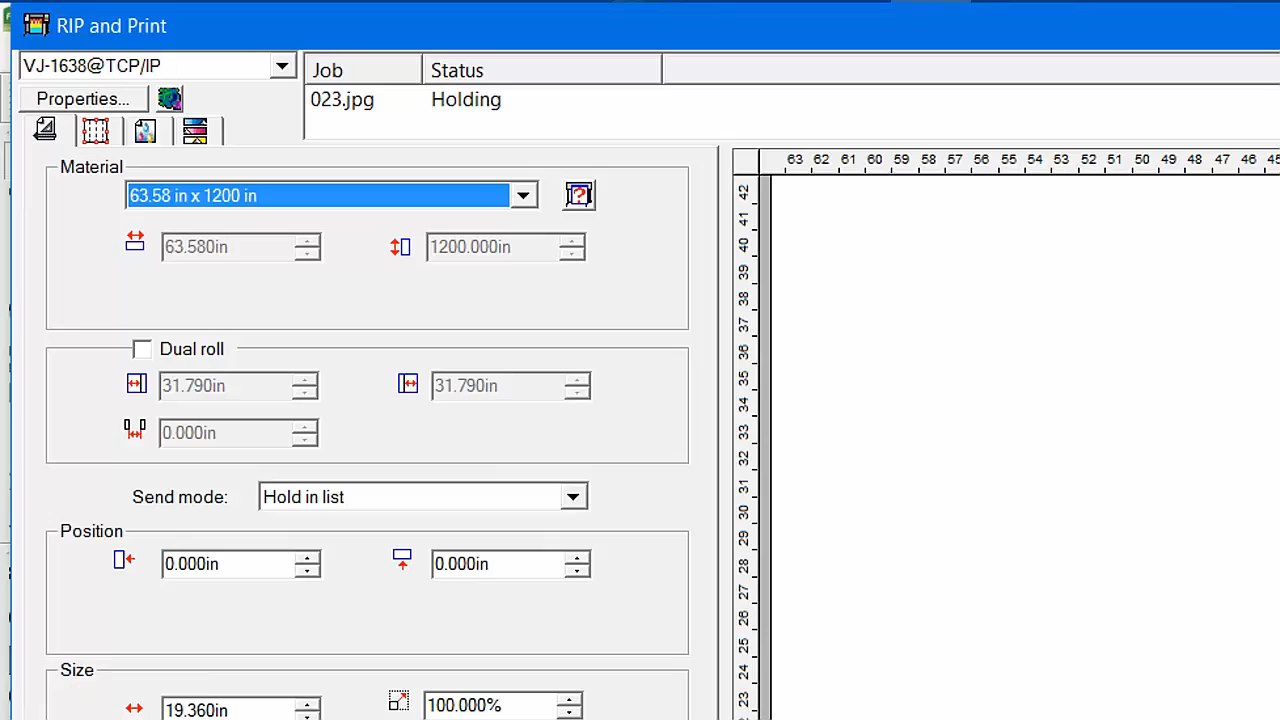 RIP and Print
VJ-1638@TCP/IP
Job Status
Properties...
023.jpg Holding
Material
63.58 in x 1200 in
63.580in 1200.000in
Dual roll
31.790in 31.790in
0.000in
Send mode: Hold in list
Position
0.000in 0.000in
Size
19.360in 100.000%
63 62 61 60 59 58 57 56 55 54 53 52 51 50 49 48 47 46 45
42
41
40
39
38
37
36
35
34
33
32
31
30
29
28
27
26
25
24
23